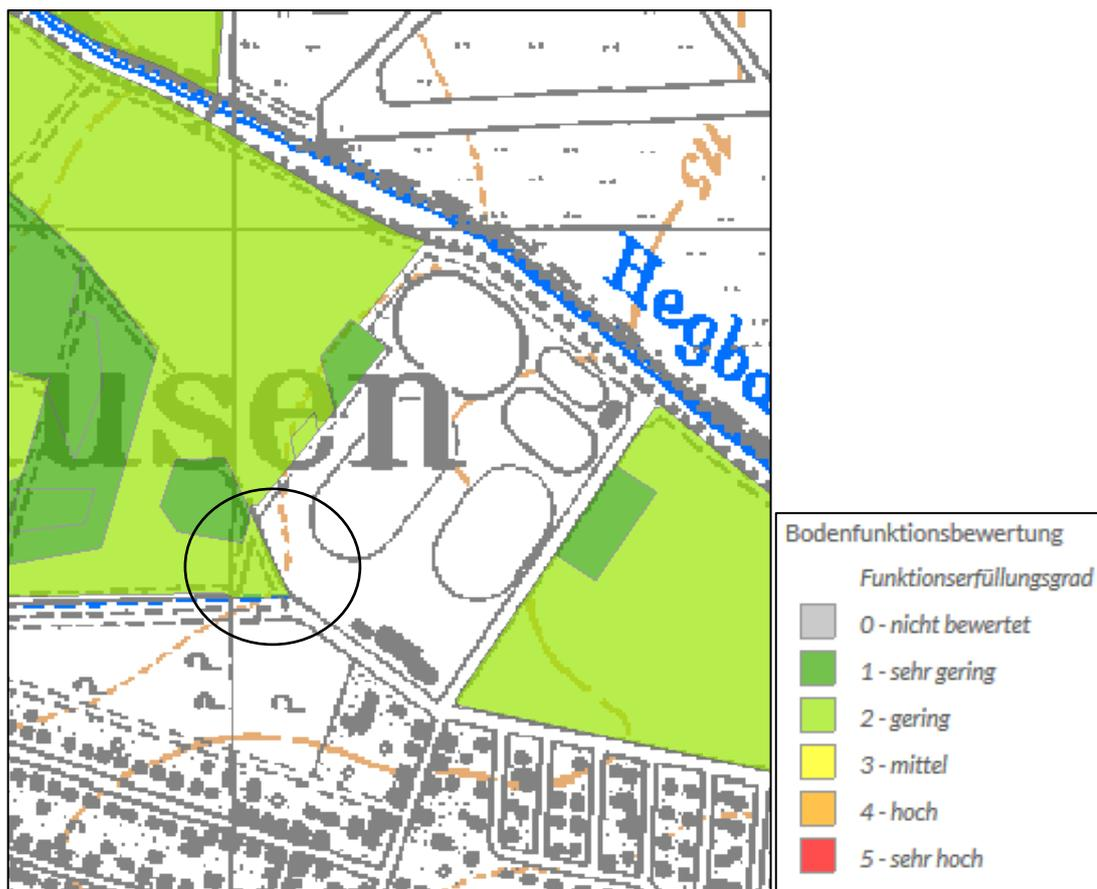 Hegba
usen
Bodenfunktionsbewertung
Funktionserfüllungsgrad
0 - nicht bewertet
1 - sehr gering
2 - gering
3 - mittel
4 - hoch
5 - sehr hoch